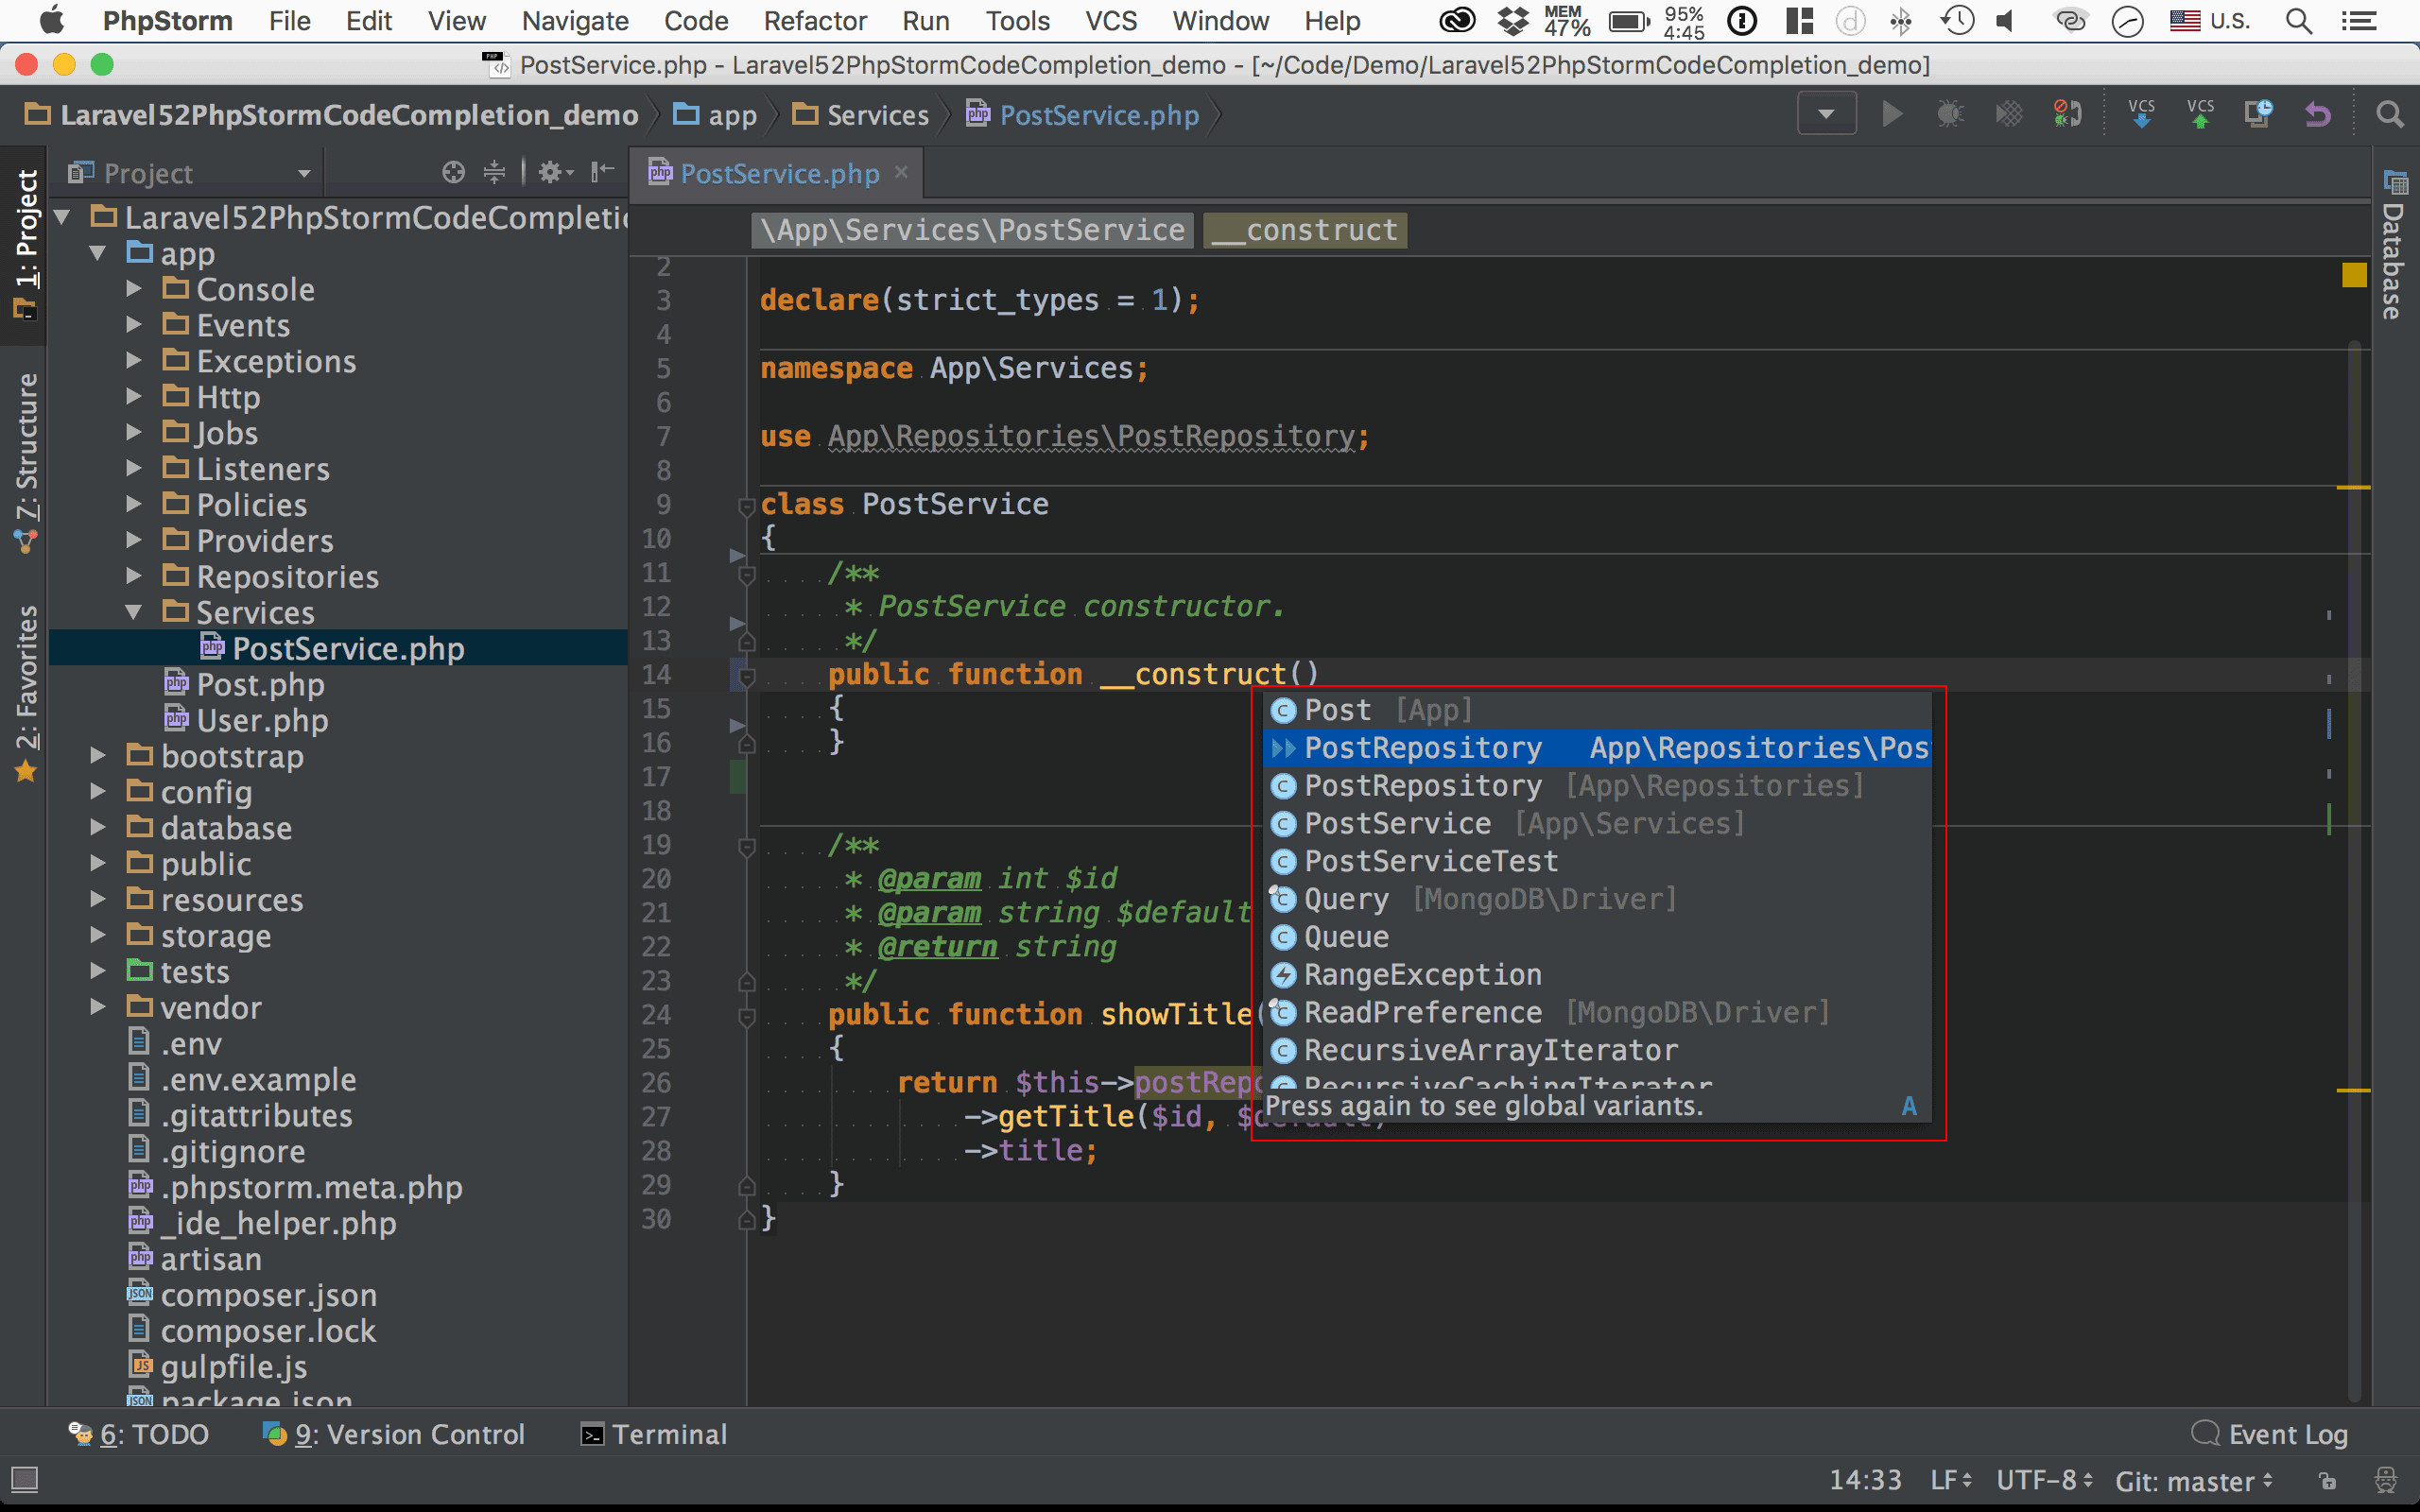 PhpStorm File Edit View Navigate Code Refactor Run Tools VCS Window Help MEM 47% 95% 4:45 U.S.
PostService.php - Laravel52PhpStormCodeCompletion_demo - [~/Code/Demo/Laravel52PhpStormCodeCompletion_demo]
Laravel52PhpStormCodeCompletion_demo app Services PostService.php VCS VCS
1: Project
7: Structure
2: Favorites
Project
Laravel52PhpStormCodeCompletio
app
Console
Events
Exceptions
Http
Jobs
Listeners
Policies
Providers
Repositories
Services
PostService.php
Post.php
User.php
bootstrap
config
database
public
resources
storage
tests
vendor
.env
.env.example
.gitattributes
.gitignore
.phpstorm.meta.php
_ide_helper.php
artisan
composer.json
composer.lock
gulpfile.js
package.json
PostService.php
\App\Services\PostService __construct
2
3 declare(strict_types = 1);
4
5 namespace App\Services;
6
7 use App\Repositories\PostRepository;
8
9 class PostService
10 {
11 /**
12 * PostService constructor.
13 */
14 public function __construct()
15 {
16 }
17
18
19 /**
20 * @param int $id
21 * @param string $default
22 * @return string
23 */
24 public function showTitle(
25 {
26 return $this->postRepo
27 ->getTitle($id, $default)
28 ->title;
29 }
30 }
Post [App]
PostRepository App\Repositories\Pos
PostRepository [App\Repositories]
PostService [App\Services]
PostServiceTest
Query [MongoDB\Driver]
Queue
RangeException
ReadPreference [MongoDB\Driver]
RecursiveArrayIterator
RecursiveCachingIterator
Press again to see global variants. A
Database
6: TODO 9: Version Control Terminal Event Log
14:33 LF UTF-8 Git: master